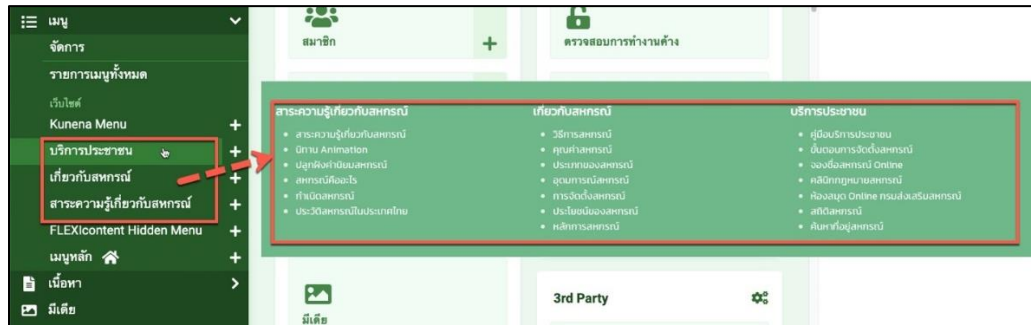 เมนู
จัดการ
รายการเมนูทั้งหมด
เว็บไซต์
Kunena Menu
บริการประชาชน
เกี่ยวกับสหกรณ์
สาระความรู้เกี่ยวกับสหกรณ์
FLEXIcontent Hidden Menu
เมนูหลัก
เนื้อหา
มีเดีย
สมาชิก
ตรวจสอบการทำงานค้าง
สาระความรู้เกี่ยวกับสหกรณ์
สาระความรู้เกี่ยวกับสหกรณ์
นิทาน Animation
ปลูกฝังค่านิยมสหกรณ์
สหกรณ์คืออะไร
กำเนิดสหกรณ์
ประวัติสหกรณ์ในประเทศไทย
เกี่ยวกับสหกรณ์
วิธีการสหกรณ์
คุณค่าสหกรณ์
ประเภทของสหกรณ์
อุดมการณ์สหกรณ์
การจัดตั้งสหกรณ์
ประโยชน์ของสหกรณ์
หลักการสหกรณ์
บริการประชาชน
คู่มือบริการประชาชน
ขั้นตอนการจัดตั้งสหกรณ์
จองชื่อสหกรณ์ Online
คลินิกกฎหมายสหกรณ์
ห้องสมุด Online กรมส่งเสริมสหกรณ์
สถิติสหกรณ์
ค้นหาที่อยู่สหกรณ์
มีเดีย
3rd Party